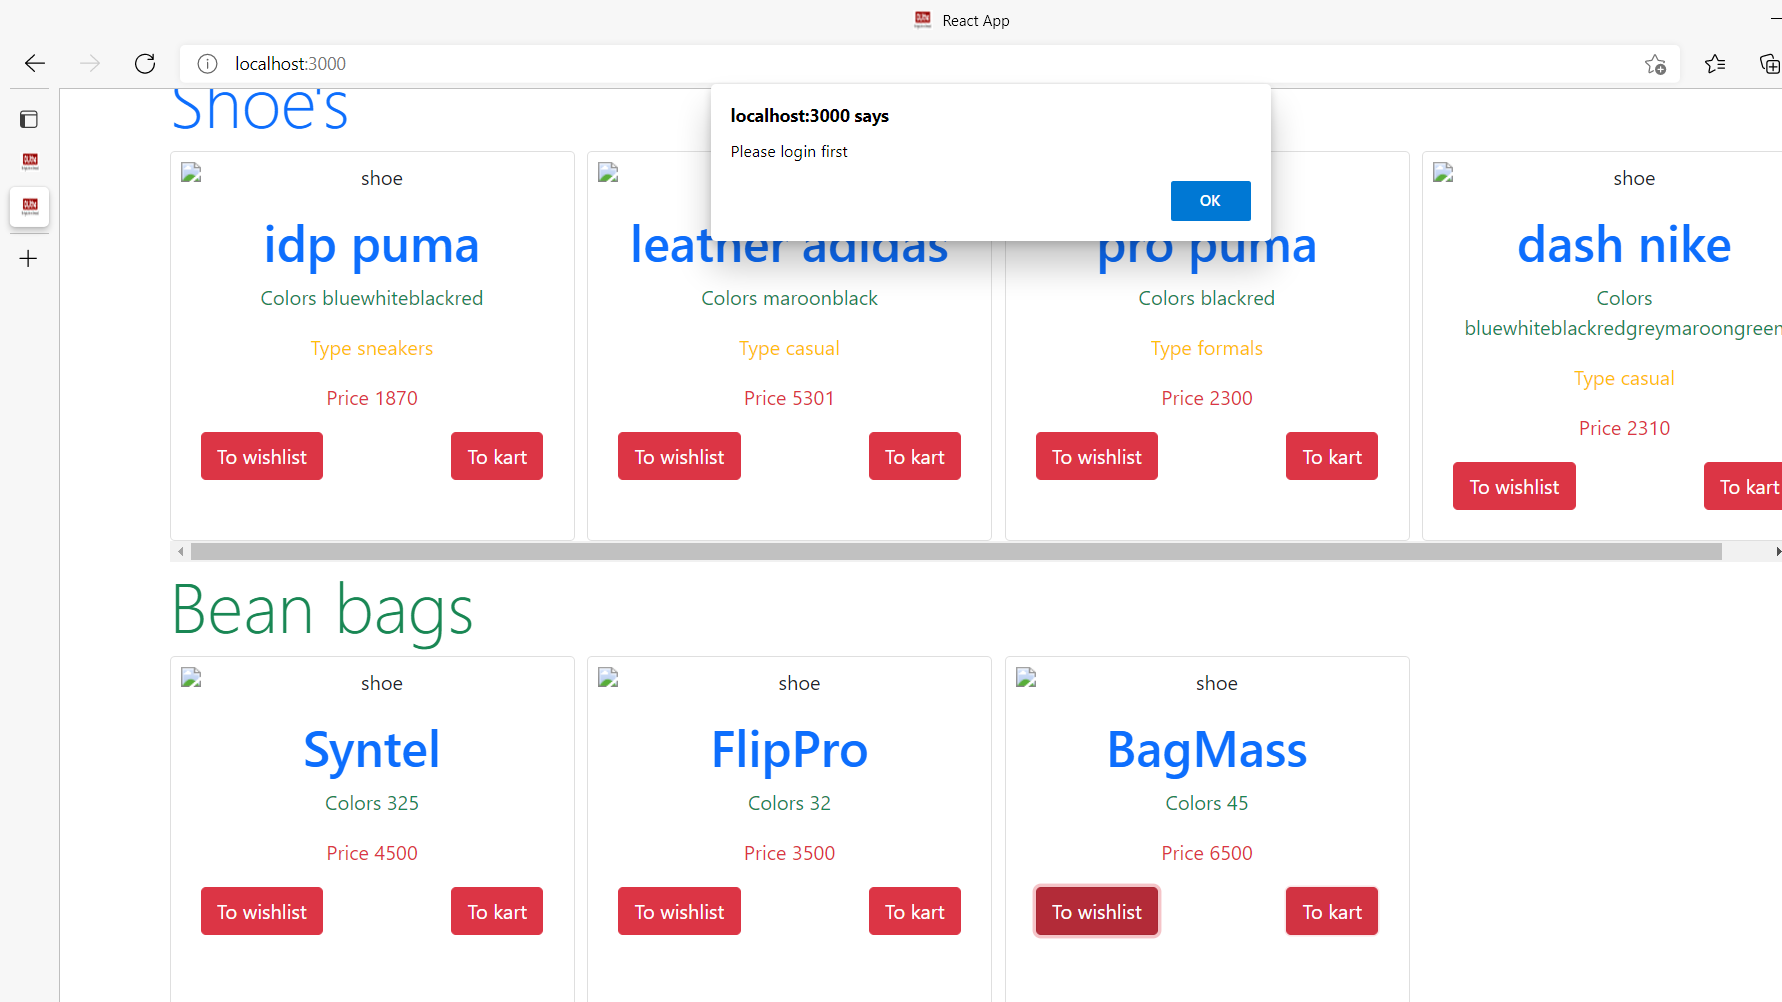 React App
localhost:3000
Shoe's
localhost:3000 says
Please login first
OK
shoe
shoe
idp puma
leather adidas
pro puma
dash nike
Colors bluewhiteblackred
Colors maroonblack
Colors blackred
Colors
bluewhiteblackredgreymaroongreen
Type sneakers
Type casual
Type formals
Type casual
Price 1870
Price 5301
Price 2300
Price 2310
To wishlist
To kart
To wishlist
To kart
To wishlist
To kart
To wishlist
To kart
Bean bags
shoe
shoe
shoe
Syntel
FlipPro
BagMass
Colors 325
Colors 32
Colors 45
Price 4500
Price 3500
Price 6500
To wishlist
To kart
To wishlist
To kart
To wishlist
To kart